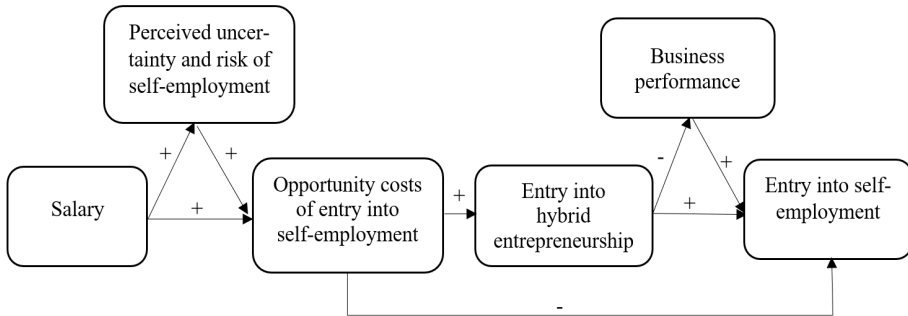 Perceived uncer-
tainty and risk of
self-employment
Business
performance
+
+
-
+
Salary
+
Opportunity costs
of entry into
self-employment
+
Entry into
hybrid
entrepreneurship
+
Entry into self-
employment
-